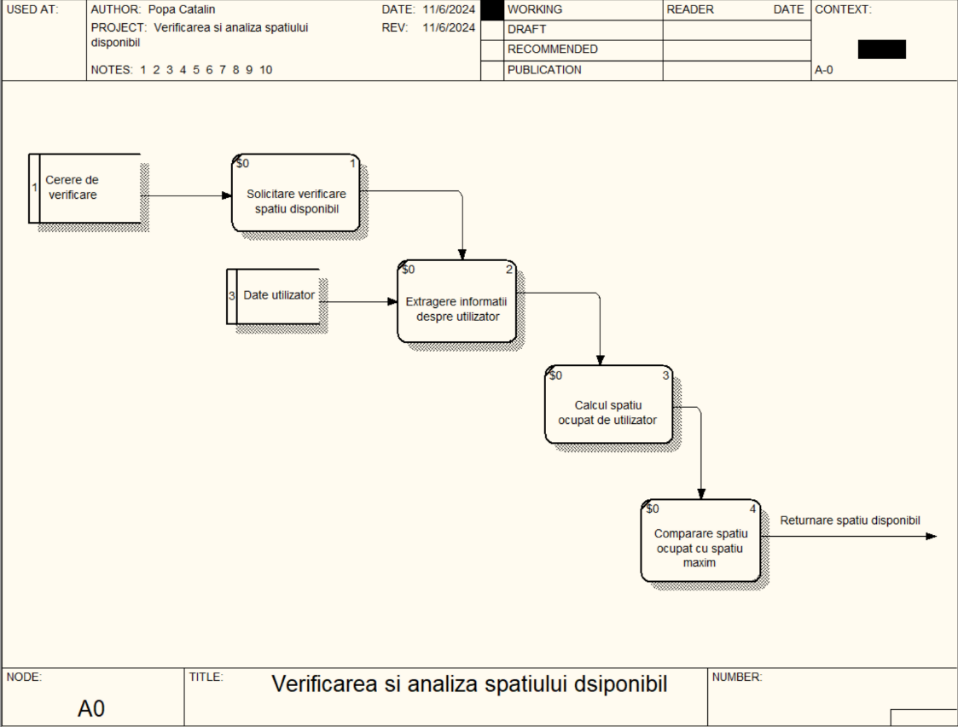 USED AT:
AUTHOR: Popa Catalin
DATE: 11/6/2024
PROJECT: Verificarea si analiza spatiului
disponibil
REV: 11/6/2024
NOTES: 1 2 3 4 5 6 7 8 9 10
WORKING
DRAFT
RECOMMENDED
PUBLICATION
READER
DATE
CONTEXT:
A-0
1
Cerere de
verificare
$0
1
Solicitare verificare
spatiu disponibil
3
Date utilizator
$0
2
Extragere informatii
despre utilizator
$0
3
Calcul spatiu
ocupat de utilizator
$0
4
Comparare spatiu
ocupat cu spatiu
maxim
Returnare spatiu disponibil
NODE:
A0
TITLE:
Verificarea si analiza spatiului dsiponibil
NUMBER: